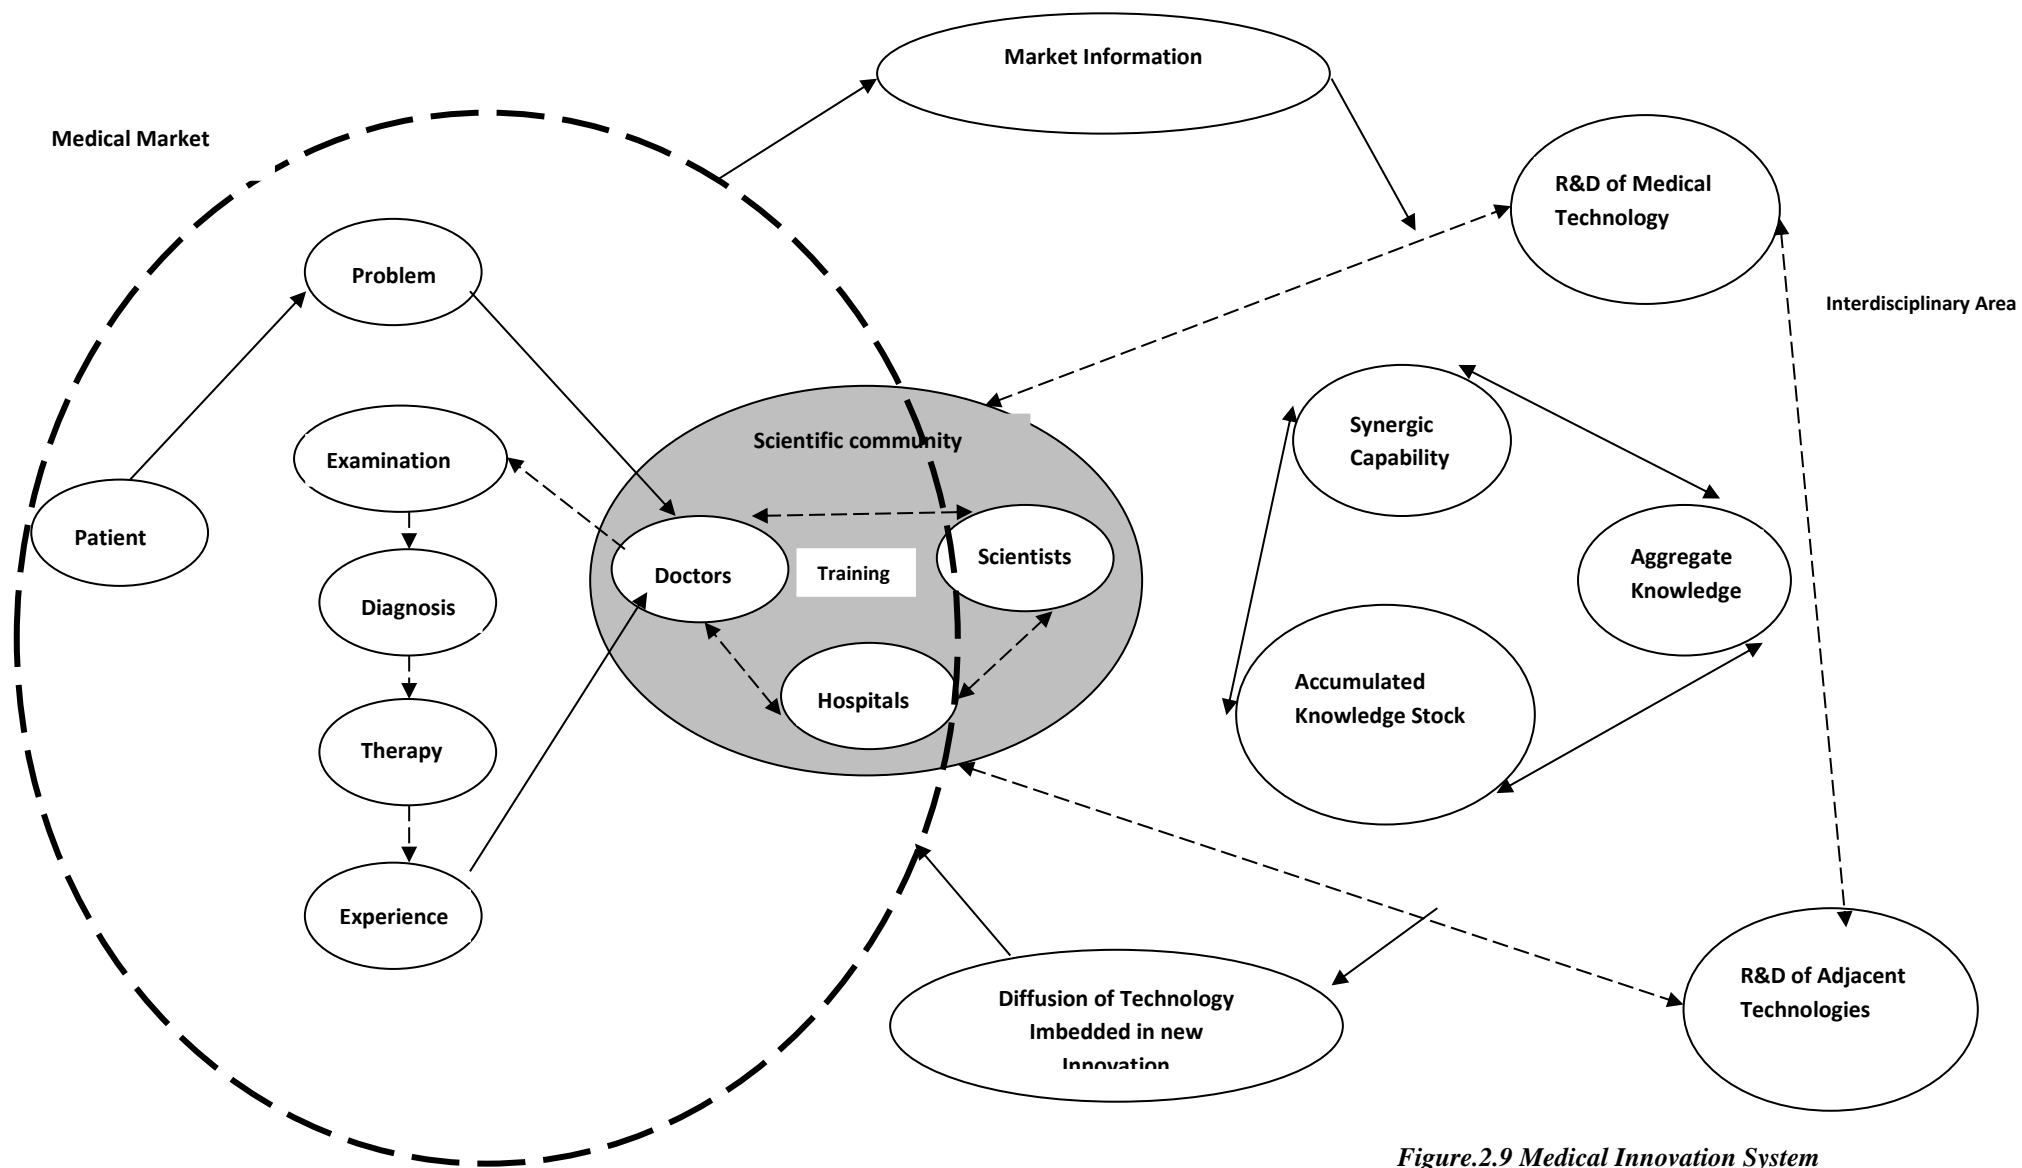 Market Information
Medical Market
R&D of Medical
Technology
Problem
Interdisciplinary Area
Synergic
Capability
Scientific community
Examination
Patient
Aggregate
Knowledge
Scientists
Doctors
Training
Diagnosis
Accumulated
Knowledge Stock
Hospitals
Therapy
Experience
R&D of Adjacent
Technologies
Diffusion of Technology
Imbedded in new
Innovation
Figure.2.9 Medical Innovation System